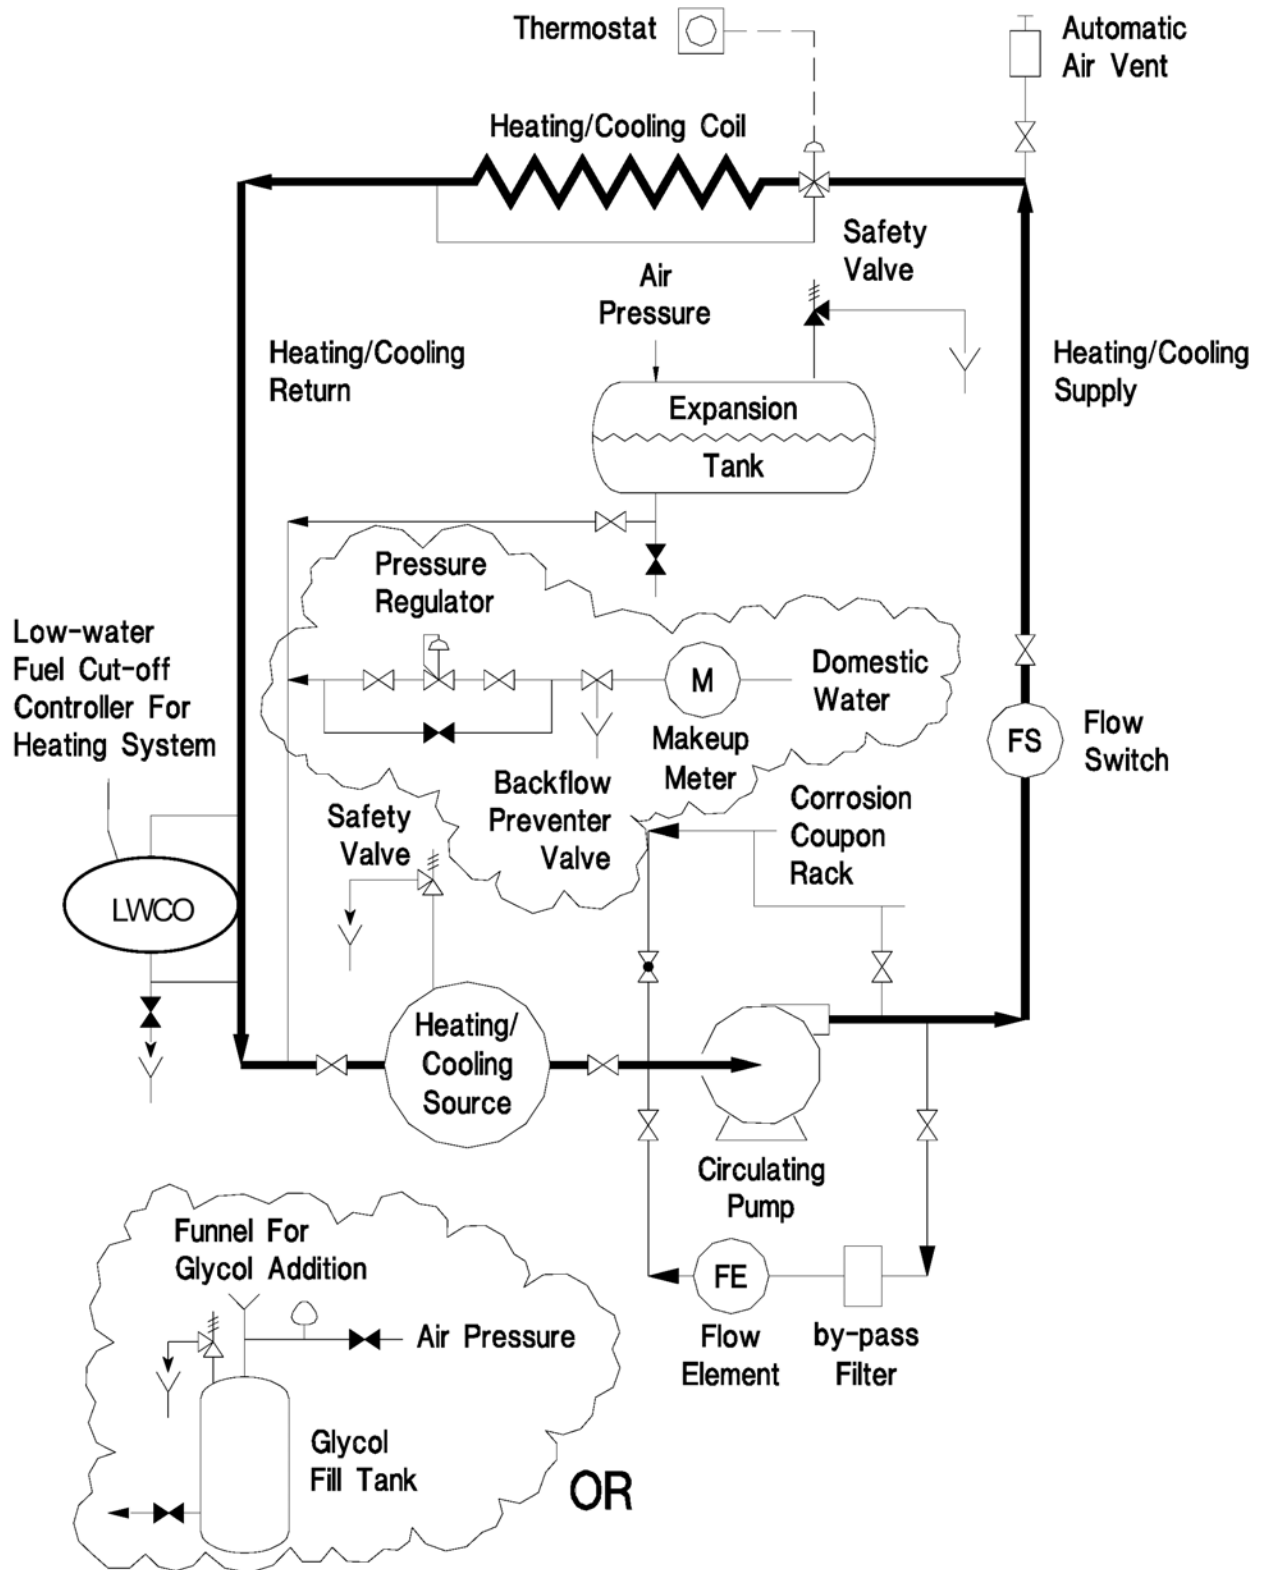 Thermostat
Automatic
Air Vent
Heating/Cooling Coil
Safety
Valve
Air
Pressure
Heating/Cooling
Return
Heating/Cooling
Supply
Expansion
Tank
Pressure
Regulator
Low-water
Fuel Cut-off
Controller For
Heating System
M
Domestic
Water
Makeup
Meter
FS
Flow
Switch
Backflow
Preventer
Valve
Corrosion
Coupon
Rack
Safety
Valve
LWCO
Heating/
Cooling
Source
Circulating
Pump
Funnel For
Glycol Addition
FE
Air Pressure
Flow
Element
by-pass
Filter
Glycol
Fill Tank
OR